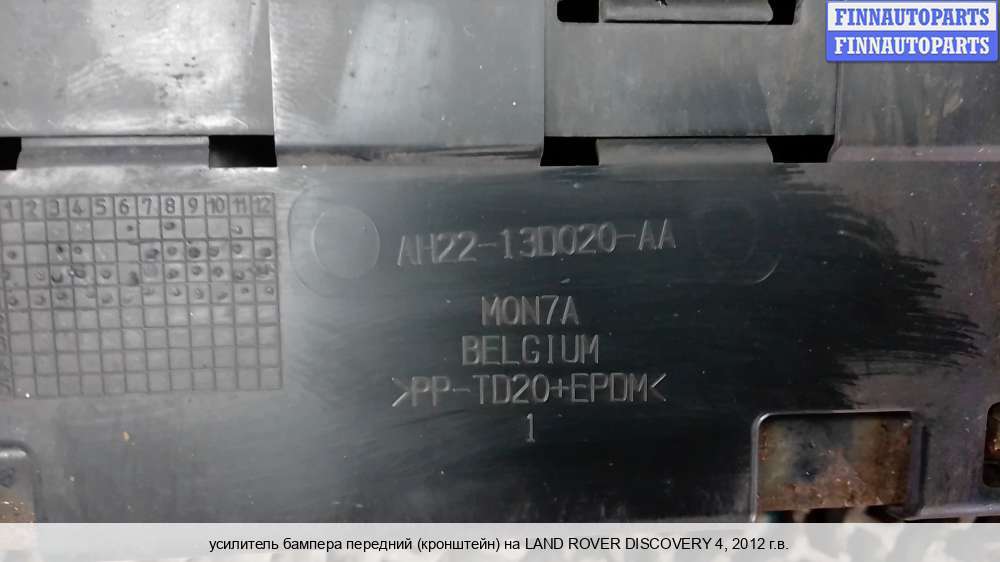 FINNAUTOPARTS
FINNAUTOPARTS
1 2 3 4 5 6 7 8 9 10 11 12
AH22-13D020-AA
MON7A
BELGIUM
>PP-TD20+EPDM<
1
усилитель бампера передний (кронштейн) на LAND ROVER DISCOVERY 4, 2012 г.в.